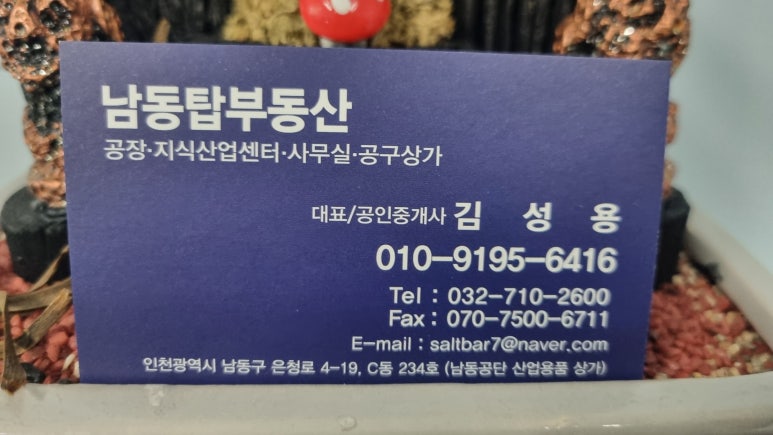 남동탑부동산
공장·지식산업센터·사무실·공구상가
대표/공인중개사 김 성 용
010-9195-6416
Tel : 032-710-2600
Fax : 070-7500-6711
E-mail : saltbar7@naver.com
인천광역시 남동구 은청로 4-19, C동 234호 (남동공단 산업용품 상가)